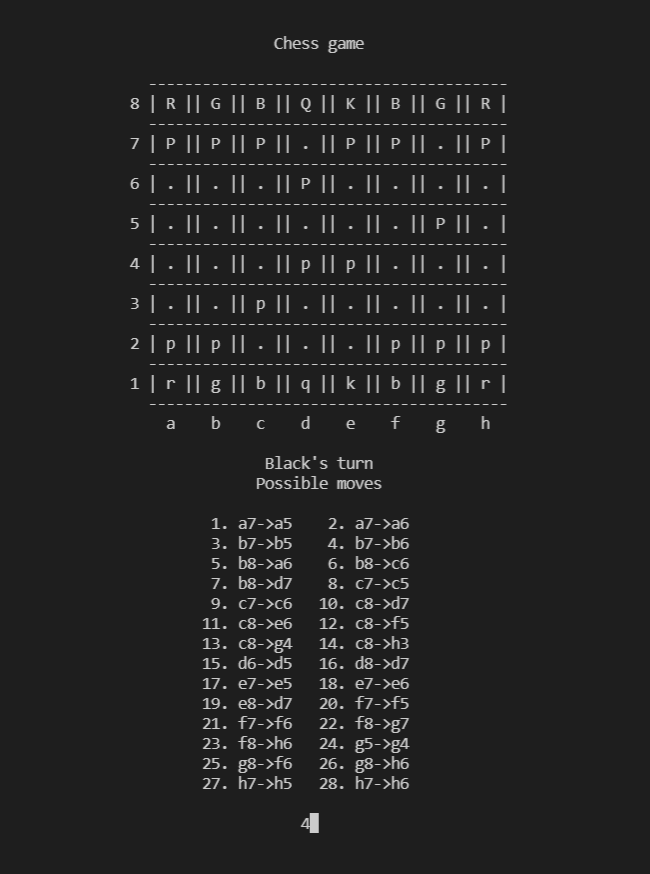 Chess game
----------------------------------------
8 | R || G || B || Q || K || B || G || R |
----------------------------------------
7 | P || P || P || . || P || P || . || P |
----------------------------------------
6 | . || . || . || P || . || . || . || . |
----------------------------------------
5 | . || . || . || . || . || . || P || . |
----------------------------------------
4 | . || . || . || p || p || . || . || . |
----------------------------------------
3 | . || . || p || . || . || . || . || . |
----------------------------------------
2 | p || p || . || . || . || p || p || p |
----------------------------------------
1 | r || g || b || q || k || b || g || r |
----------------------------------------
a b c d e f g h
Black's turn
Possible moves
1. a7->a5 2. a7->a6
3. b7->b5 4. b7->b6
5. b8->a6 6. b8->c6
7. b8->d7 8. c7->c5
9. c7->c6 10. c8->d7
11. c8->e6 12. c8->f5
13. c8->g4 14. c8->h3
15. d6->d5 16. d8->d7
17. e7->e5 18. e7->e6
19. e8->d7 20. f7->f5
21. f7->f6 22. f8->g7
23. f8->h6 24. g5->g4
25. g8->f6 26. g8->h6
27. h7->h5 28. h7->h6
4